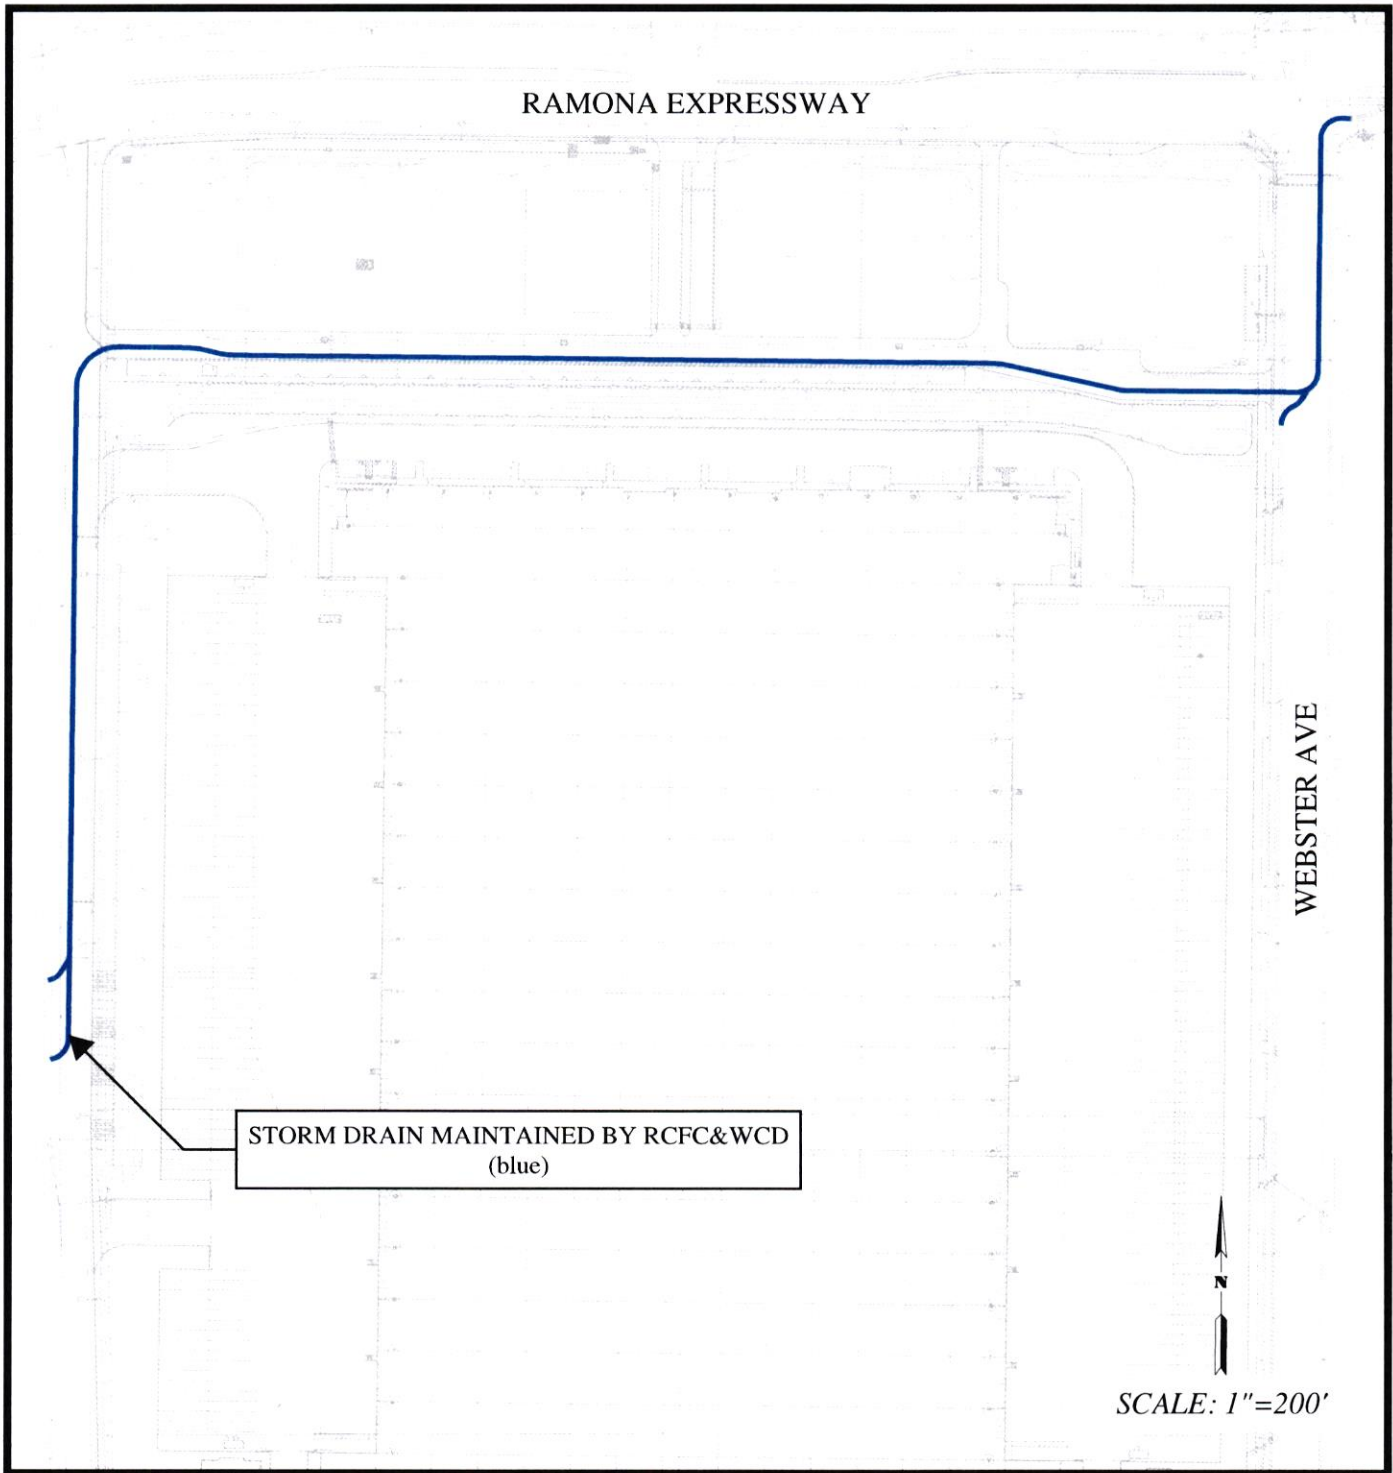 RAMONA EXPRESSWAY
WEBSTER AVE
STORM DRAIN MAINTAINED BY RCFC&WCD
(blue)
N
SCALE: 1"=200'